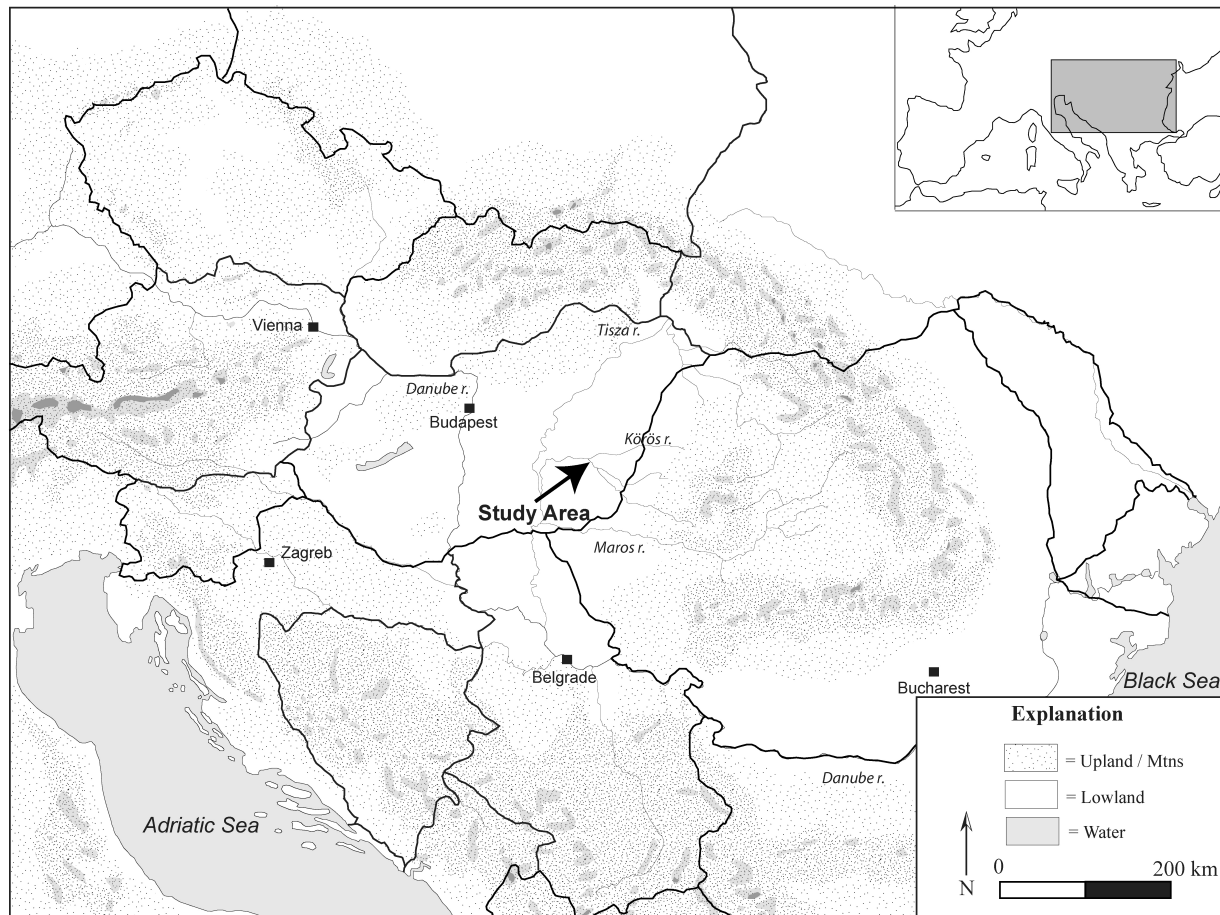 Vienna
Tisza r.
Danube r.
Budapest
Körös r.
Study Area
Maros r.
Zagreb
Belgrade
Bucharest
Black Sea
Danube r.
Adriatic Sea
Explanation
= Upland / Mtns
= Lowland
= Water
N
0 200 km